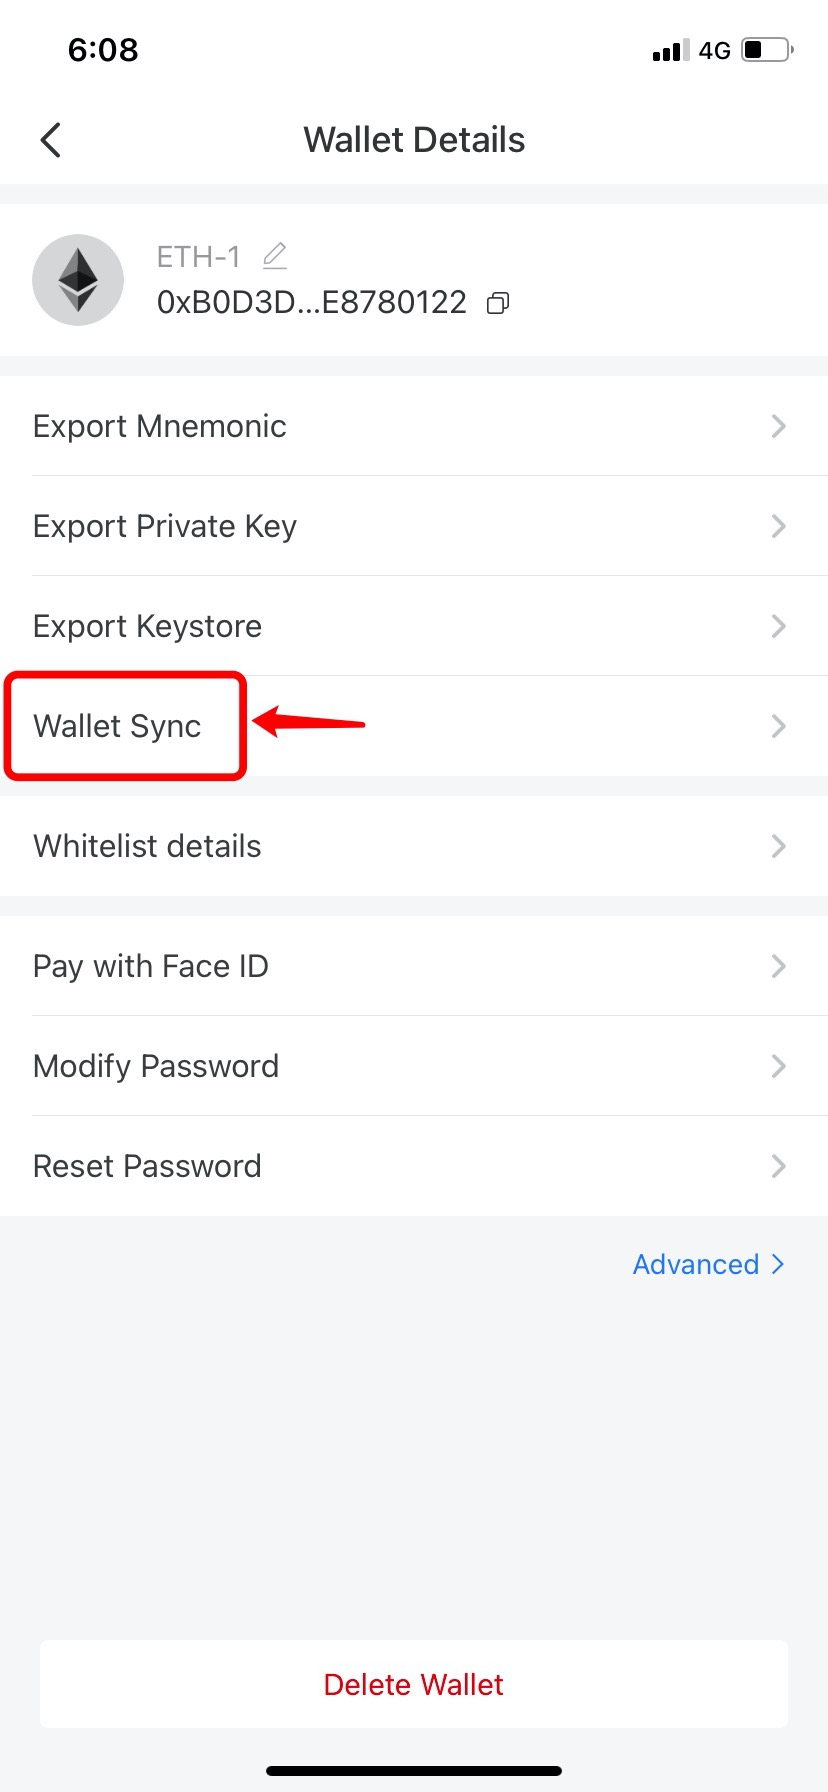 6:08
4G
Wallet Details
ETH-1
0xB0D3D...E8780122
Export Mnemonic
Export Private Key
Export Keystore
Wallet Sync
Whitelist details
Pay with Face ID
Modify Password
Reset Password
Advanced
Delete Wallet